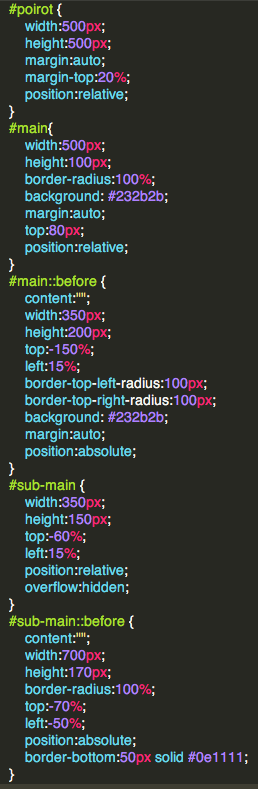 #poirot {
width:500px;
height:500px;
margin:auto;
margin-top:20%;
position:relative;
}
#main{
width:500px;
height:100px;
border-radius:100%;
background: #232b2b;
margin:auto;
top:80px;
position:relative;
}
#main::before {
content:"";
width:350px;
height:200px;
top:-150%;
left:15%;
border-top-left-radius:100px;
border-top-right-radius:100px;
background: #232b2b;
margin:auto;
position:absolute;
}
#sub-main {
width:350px;
height:150px;
top:-60%;
left:15%;
position:relative;
overflow:hidden;
}
#sub-main::before {
content:"";
width:700px;
height:170px;
border-radius:100%;
top:-70%;
left:-50%;
position:absolute;
border-bottom:50px solid #0e1111;
}